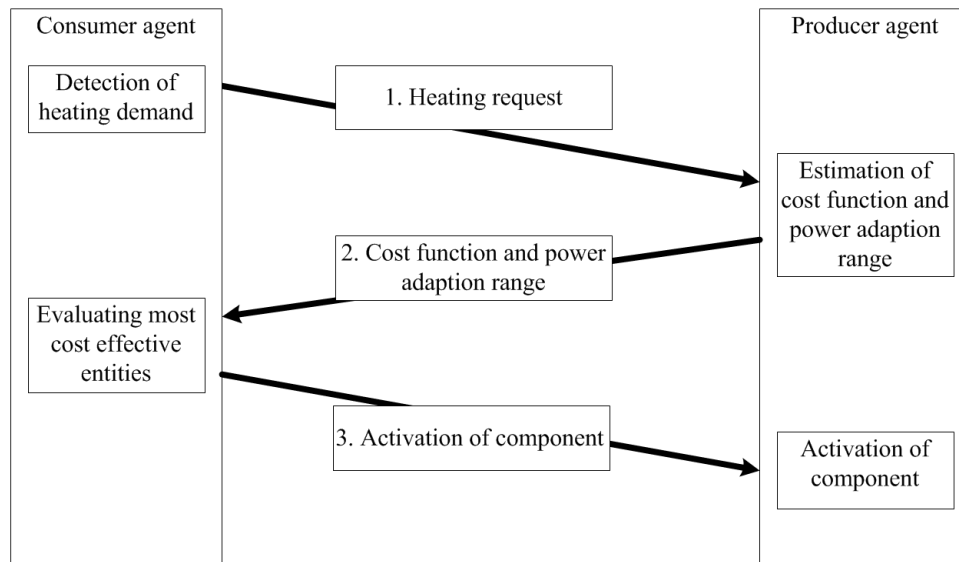 Consumer agent
Producer agent
Detection of
heating demand
1. Heating request
Estimation of
cost function and
power adaption
range
2. Cost function and power
adaption range
Evaluating most
cost effective
entities
3. Activation of component
Activation of
component